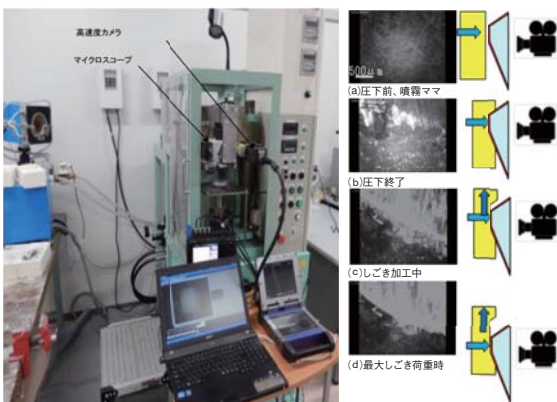 高速度カメラ
マイクロスコープ
500μm
(a)圧下前、噴霧ママ
(b)圧下終了
(c)しごき加工中
(d)最大しごき荷重時